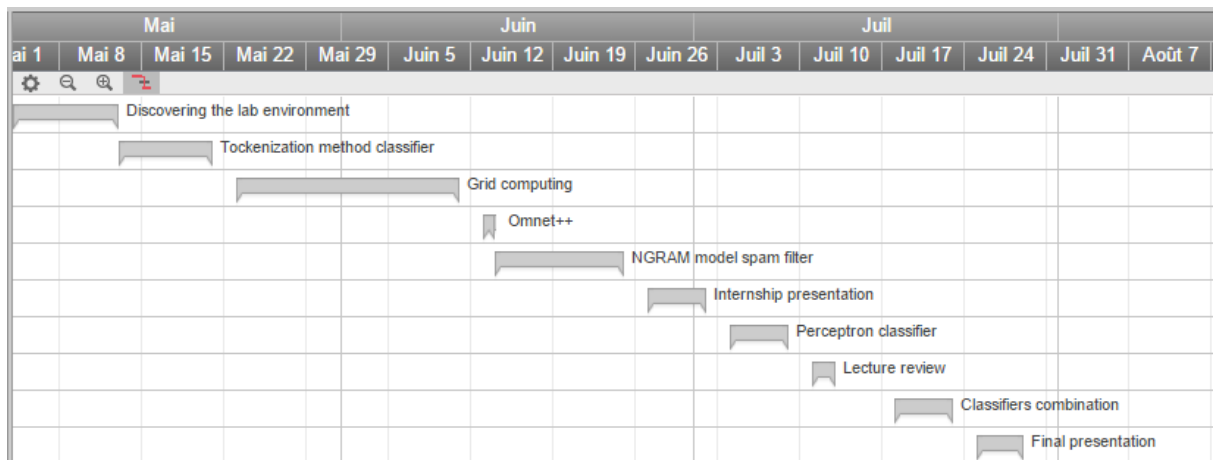 Mai Juin Juil
ai 1 Mai 8 Mai 15 Mai 22 Mai 29 Juin 5 Juin 12 Juin 19 Juin 26 Juil 3 Juil 10 Juil 17 Juil 24 Juil 31 Août 7
Discovering the lab environment
Tockenization method classifier
Grid computing
Omnet++
NGRAM model spam filter
Internship presentation
Perceptron classifier
Lecture review
Classifiers combination
Final presentation